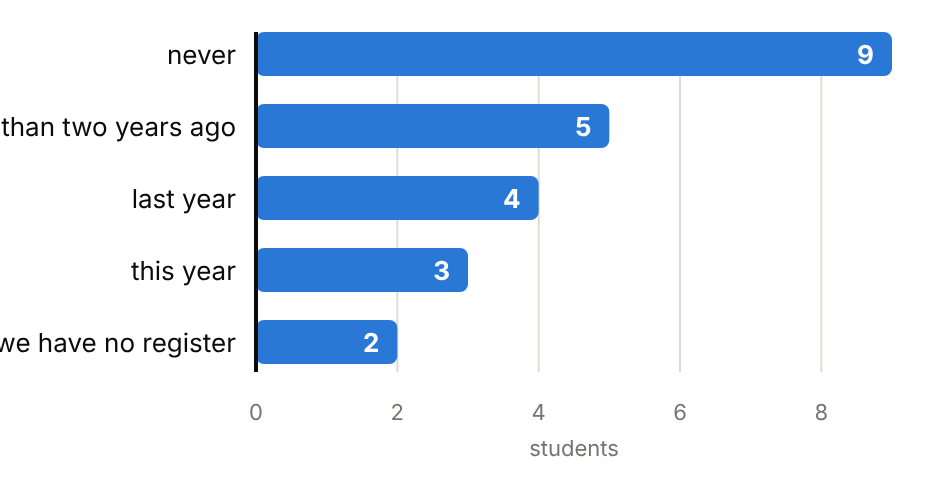 never 9
than two years ago 5
last year 4
this year 3
we have no register 2
0 2 4 6 8
students